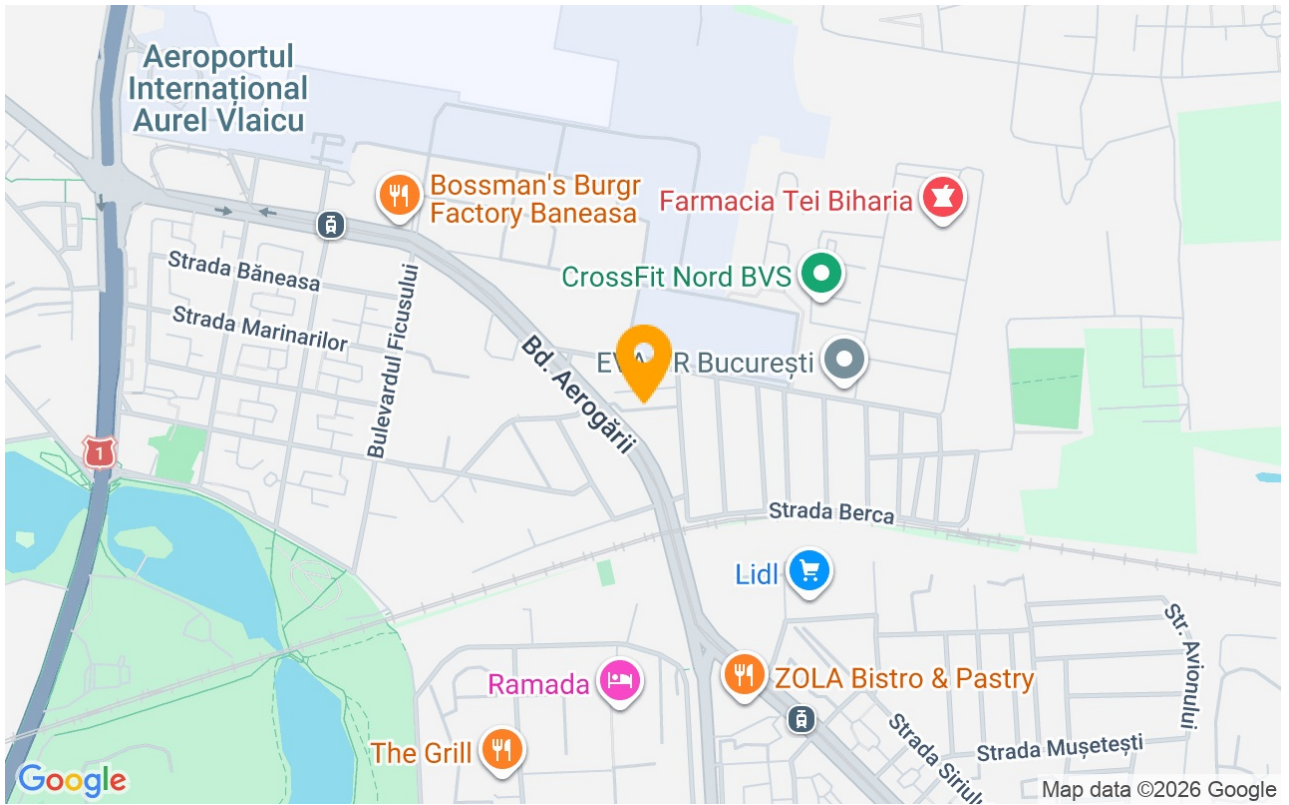 Aeroportul
Internațional
Aurel Vlaicu
Bossman's Burgr
Factory Baneasa
Farmacia Tei Biharia
Strada Băneasa
CrossFit Nord BVS
Strada Marinarilor
Bulevardul Ficusului
Bd. Aerogării
R București
1
Strada Berca
Lidl
Str. Avionului
Ramada
ZOLA Bistro & Pastry
The Grill
Strada Mușetești
Google
Map data ©2026 Google